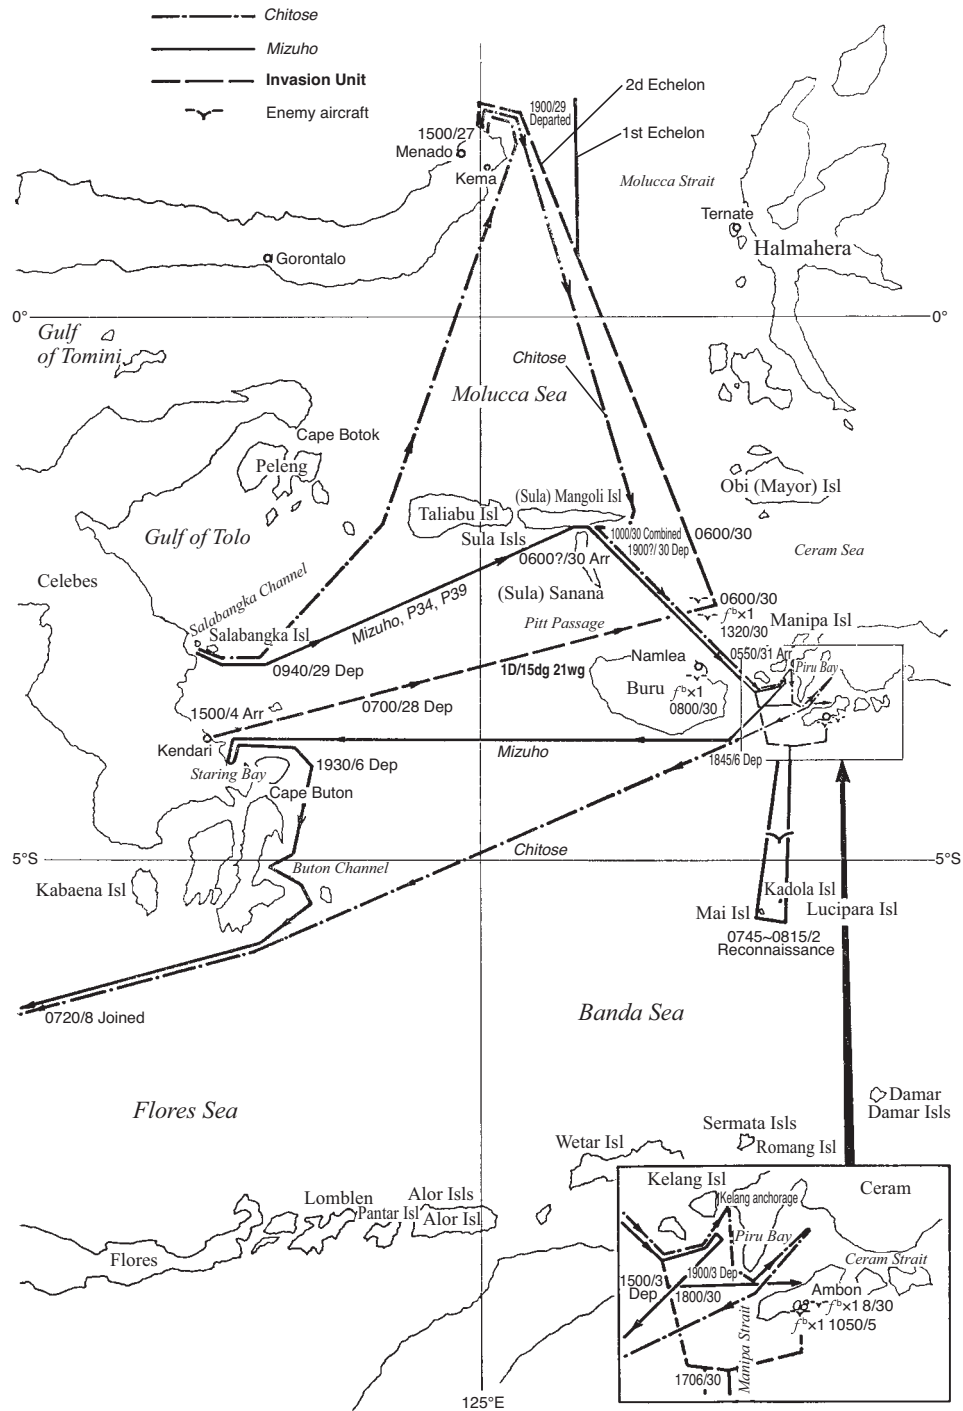 Chitose
Mizuho
Invasion Unit
Enemy aircraft
1900/29
Departed
2d Echelon
1st Echelon
1500/27
Menado
Kema
Molucca Strait
Ternate
Halmahera
Gorontalo
0°
0°
Gulf
of Tomini
Chitose
Molucca Sea
Cape Botok
Peleng
Obi (Mayor) Isl
(Sula) Mangoli Isl
Taliabu Isl
Gulf of Tolo
Sula Isls
1000/30 Combined
1900?/ 30 Dep
0600/30
Ceram Sea
0600?/30 Arr
Celebes
Salabangka Channel
(Sula) Sanana
Mizuho, P34, P39
0600/30
fᵇ×1
1320/30
Pitt Passage
Manipa Isl
Salabangka Isl
0940/29 Dep
1D/15dg 21wg
Namlea
0550/31 Arr
Piru Bay
Buru
fᵇ×1
0800/30
0700/28 Dep
1500/4 Arr
Kendari
Mizuho
1845/6 Dep
1930/6 Dep
Staring Bay
Cape Buton
Chitose
5°S
5°S
Buton Channel
Kabaena Isl
Kadola Isl
Mai Isl
Lucipara Isl
0745~0815/2
Reconnaissance
0720/8 Joined
Banda Sea
Flores Sea
Damar
Damar Isls
Sermata Isls
Romang Isl
Wetar Isl
Kelang Isl
Kelang anchorage
Ceram
Lomblen
Alor Isls
Pantar Isl
Alor Isl
Piru Bay
Flores
Ceram Strait
1500/3
Dep
1900/3 Dep
1800/30
Ambon
fᵇ×1 8/30
fᵇ×1 1050/5
Manipa Strait
1706/30
125°E